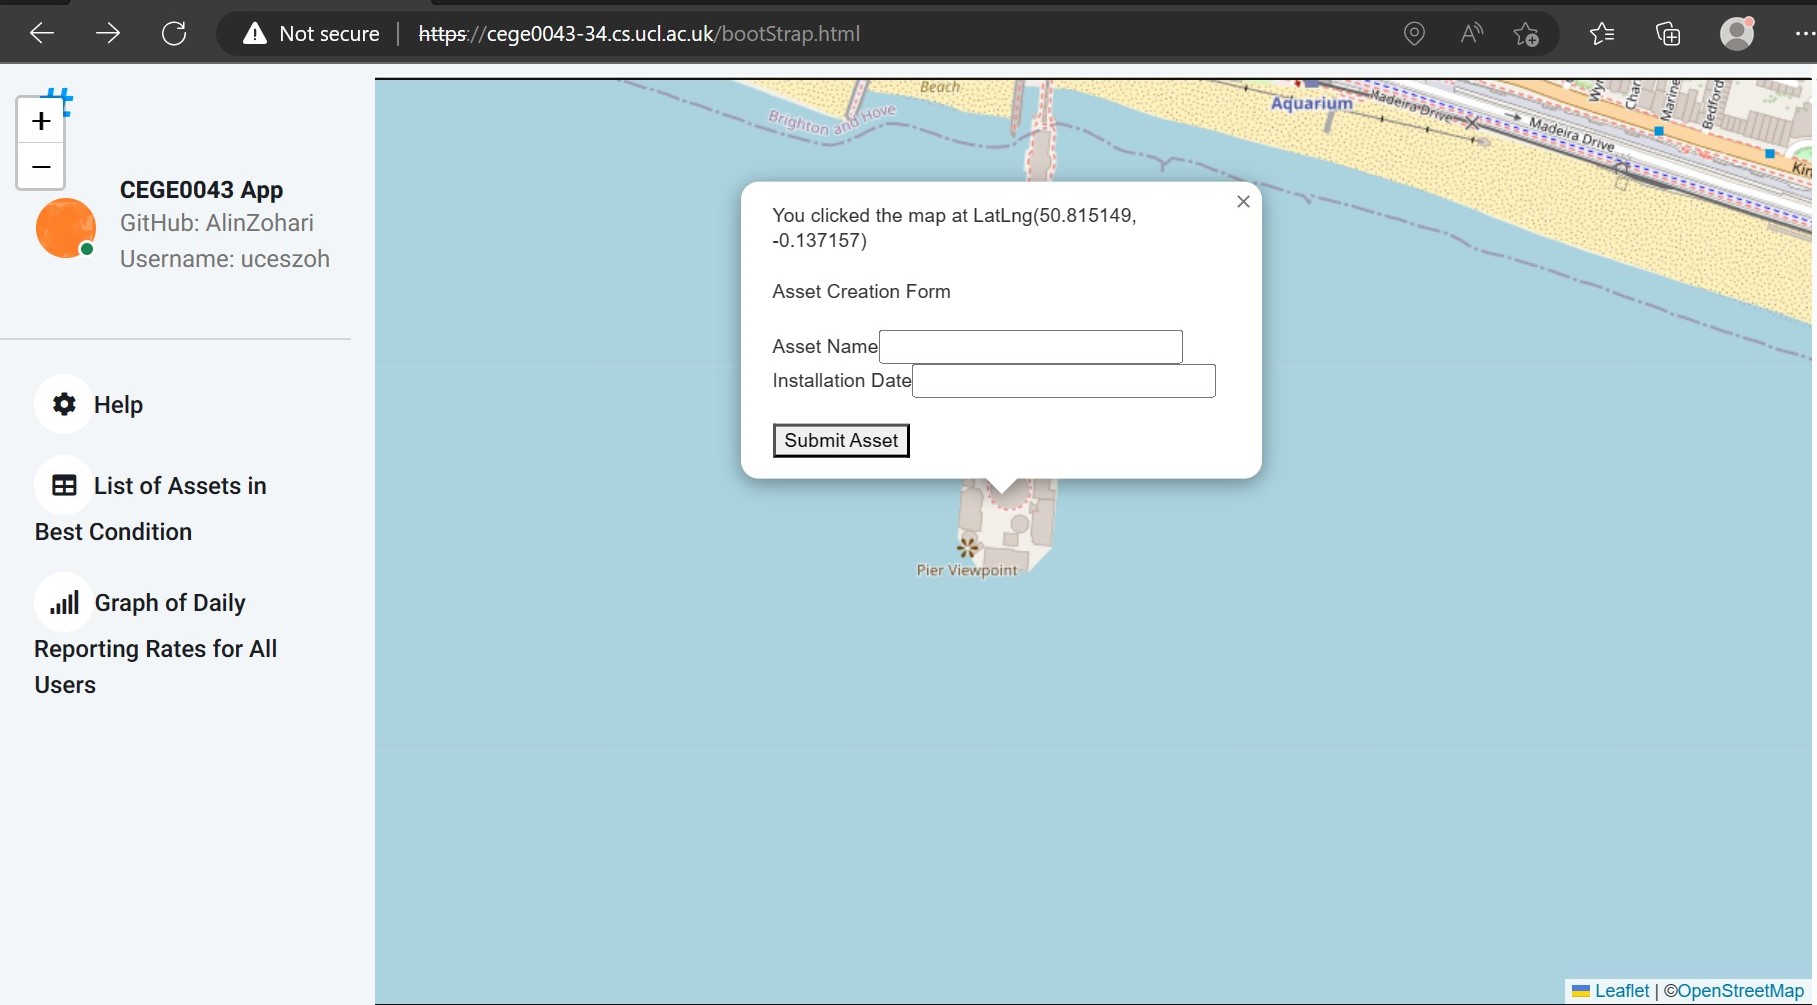 Not secure
https://cege0043-34.cs.ucl.ac.uk/bootStrap.html
#
+
−
CEGE0043 App
GitHub: AlinZohari
Username: uceszoh
Help
List of Assets in
Best Condition
Graph of Daily
Reporting Rates for All
Users
Beach
Brighton and Hove
Aquarium
Madeira Drive
Madeira Drive
Marine
Bedford
You clicked the map at LatLng(50.815149,
-0.137157)
×
Asset Creation Form
Asset Name
Installation Date
Submit Asset
Pier Viewpoint
Leaflet | ©OpenStreetMap